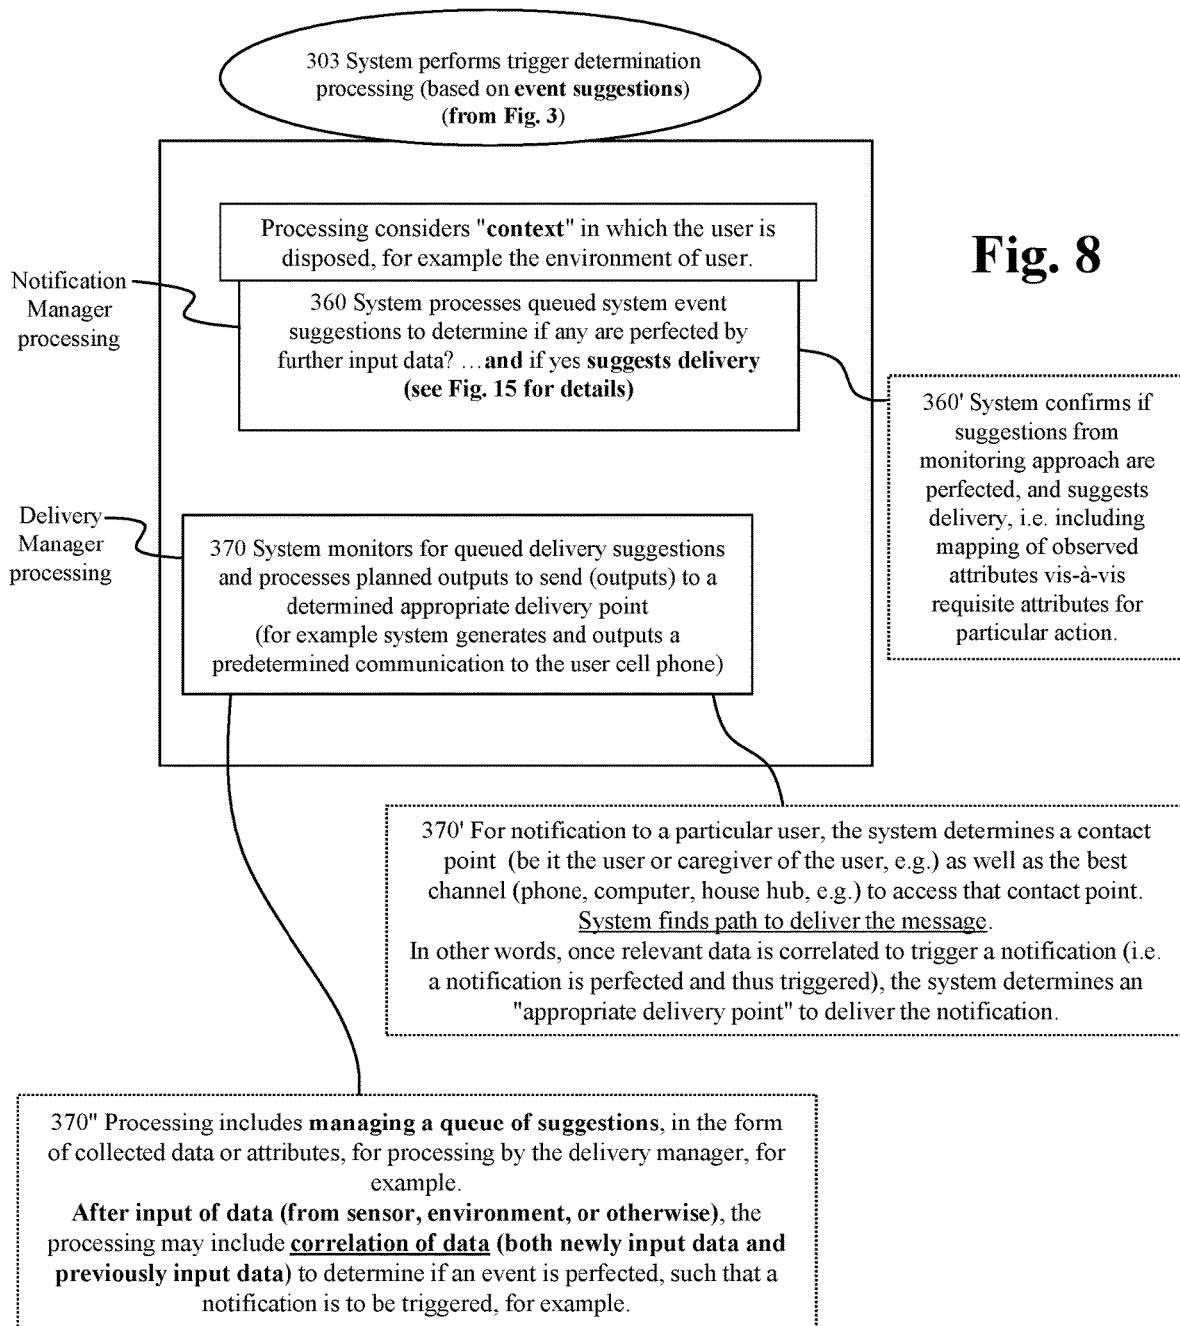 303 System performs trigger determination
processing (based on event suggestions)
(from Fig. 3)
Fig. 8
Processing considers "context" in which the user is
disposed, for example the environment of user.
Notification
Manager
processing
360 System processes queued system event
suggestions to determine if any are perfected by
further input data? …and if yes suggests delivery
(see Fig. 15 for details)
360' System confirms if
suggestions from
monitoring approach are
perfected, and suggests
delivery, i.e. including
mapping of observed
attributes vis-à-vis
requisite attributes for
particular action.
Delivery
Manager
processing
370 System monitors for queued delivery suggestions
and processes planned outputs to send (outputs) to a
determined appropriate delivery point
(for example system generates and outputs a
predetermined communication to the user cell phone)
370' For notification to a particular user, the system determines a contact
point (be it the user or caregiver of the user, e.g.) as well as the best
channel (phone, computer, house hub, e.g.) to access that contact point.
System finds path to deliver the message.
In other words, once relevant data is correlated to trigger a notification (i.e.
a notification is perfected and thus triggered), the system determines an
"appropriate delivery point" to deliver the notification.
370" Processing includes managing a queue of suggestions, in the form
of collected data or attributes, for processing by the delivery manager, for
example.
After input of data (from sensor, environment, or otherwise), the
processing may include correlation of data (both newly input data and
previously input data) to determine if an event is perfected, such that a
notification is to be triggered, for example.